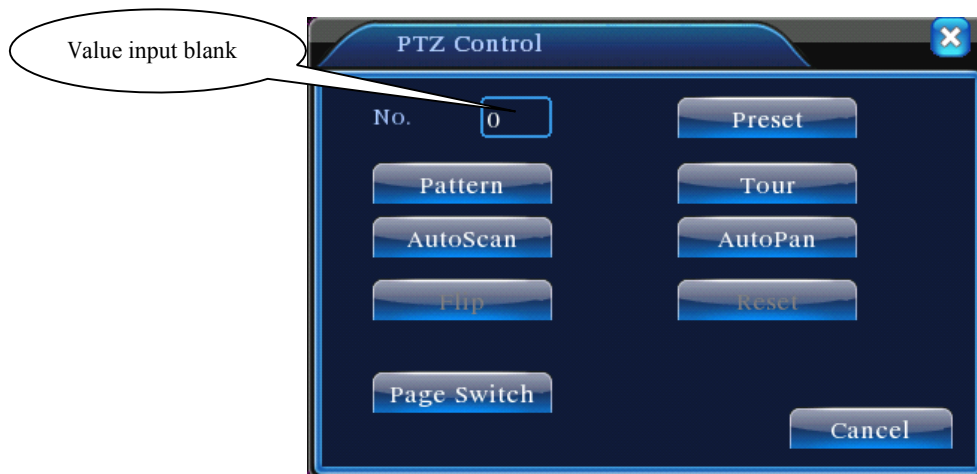 Value input blank
PTZ Control
No. 0 Preset
Pattern Tour
AutoScan AutoPan
Flip Reset
Page Switch
Cancel